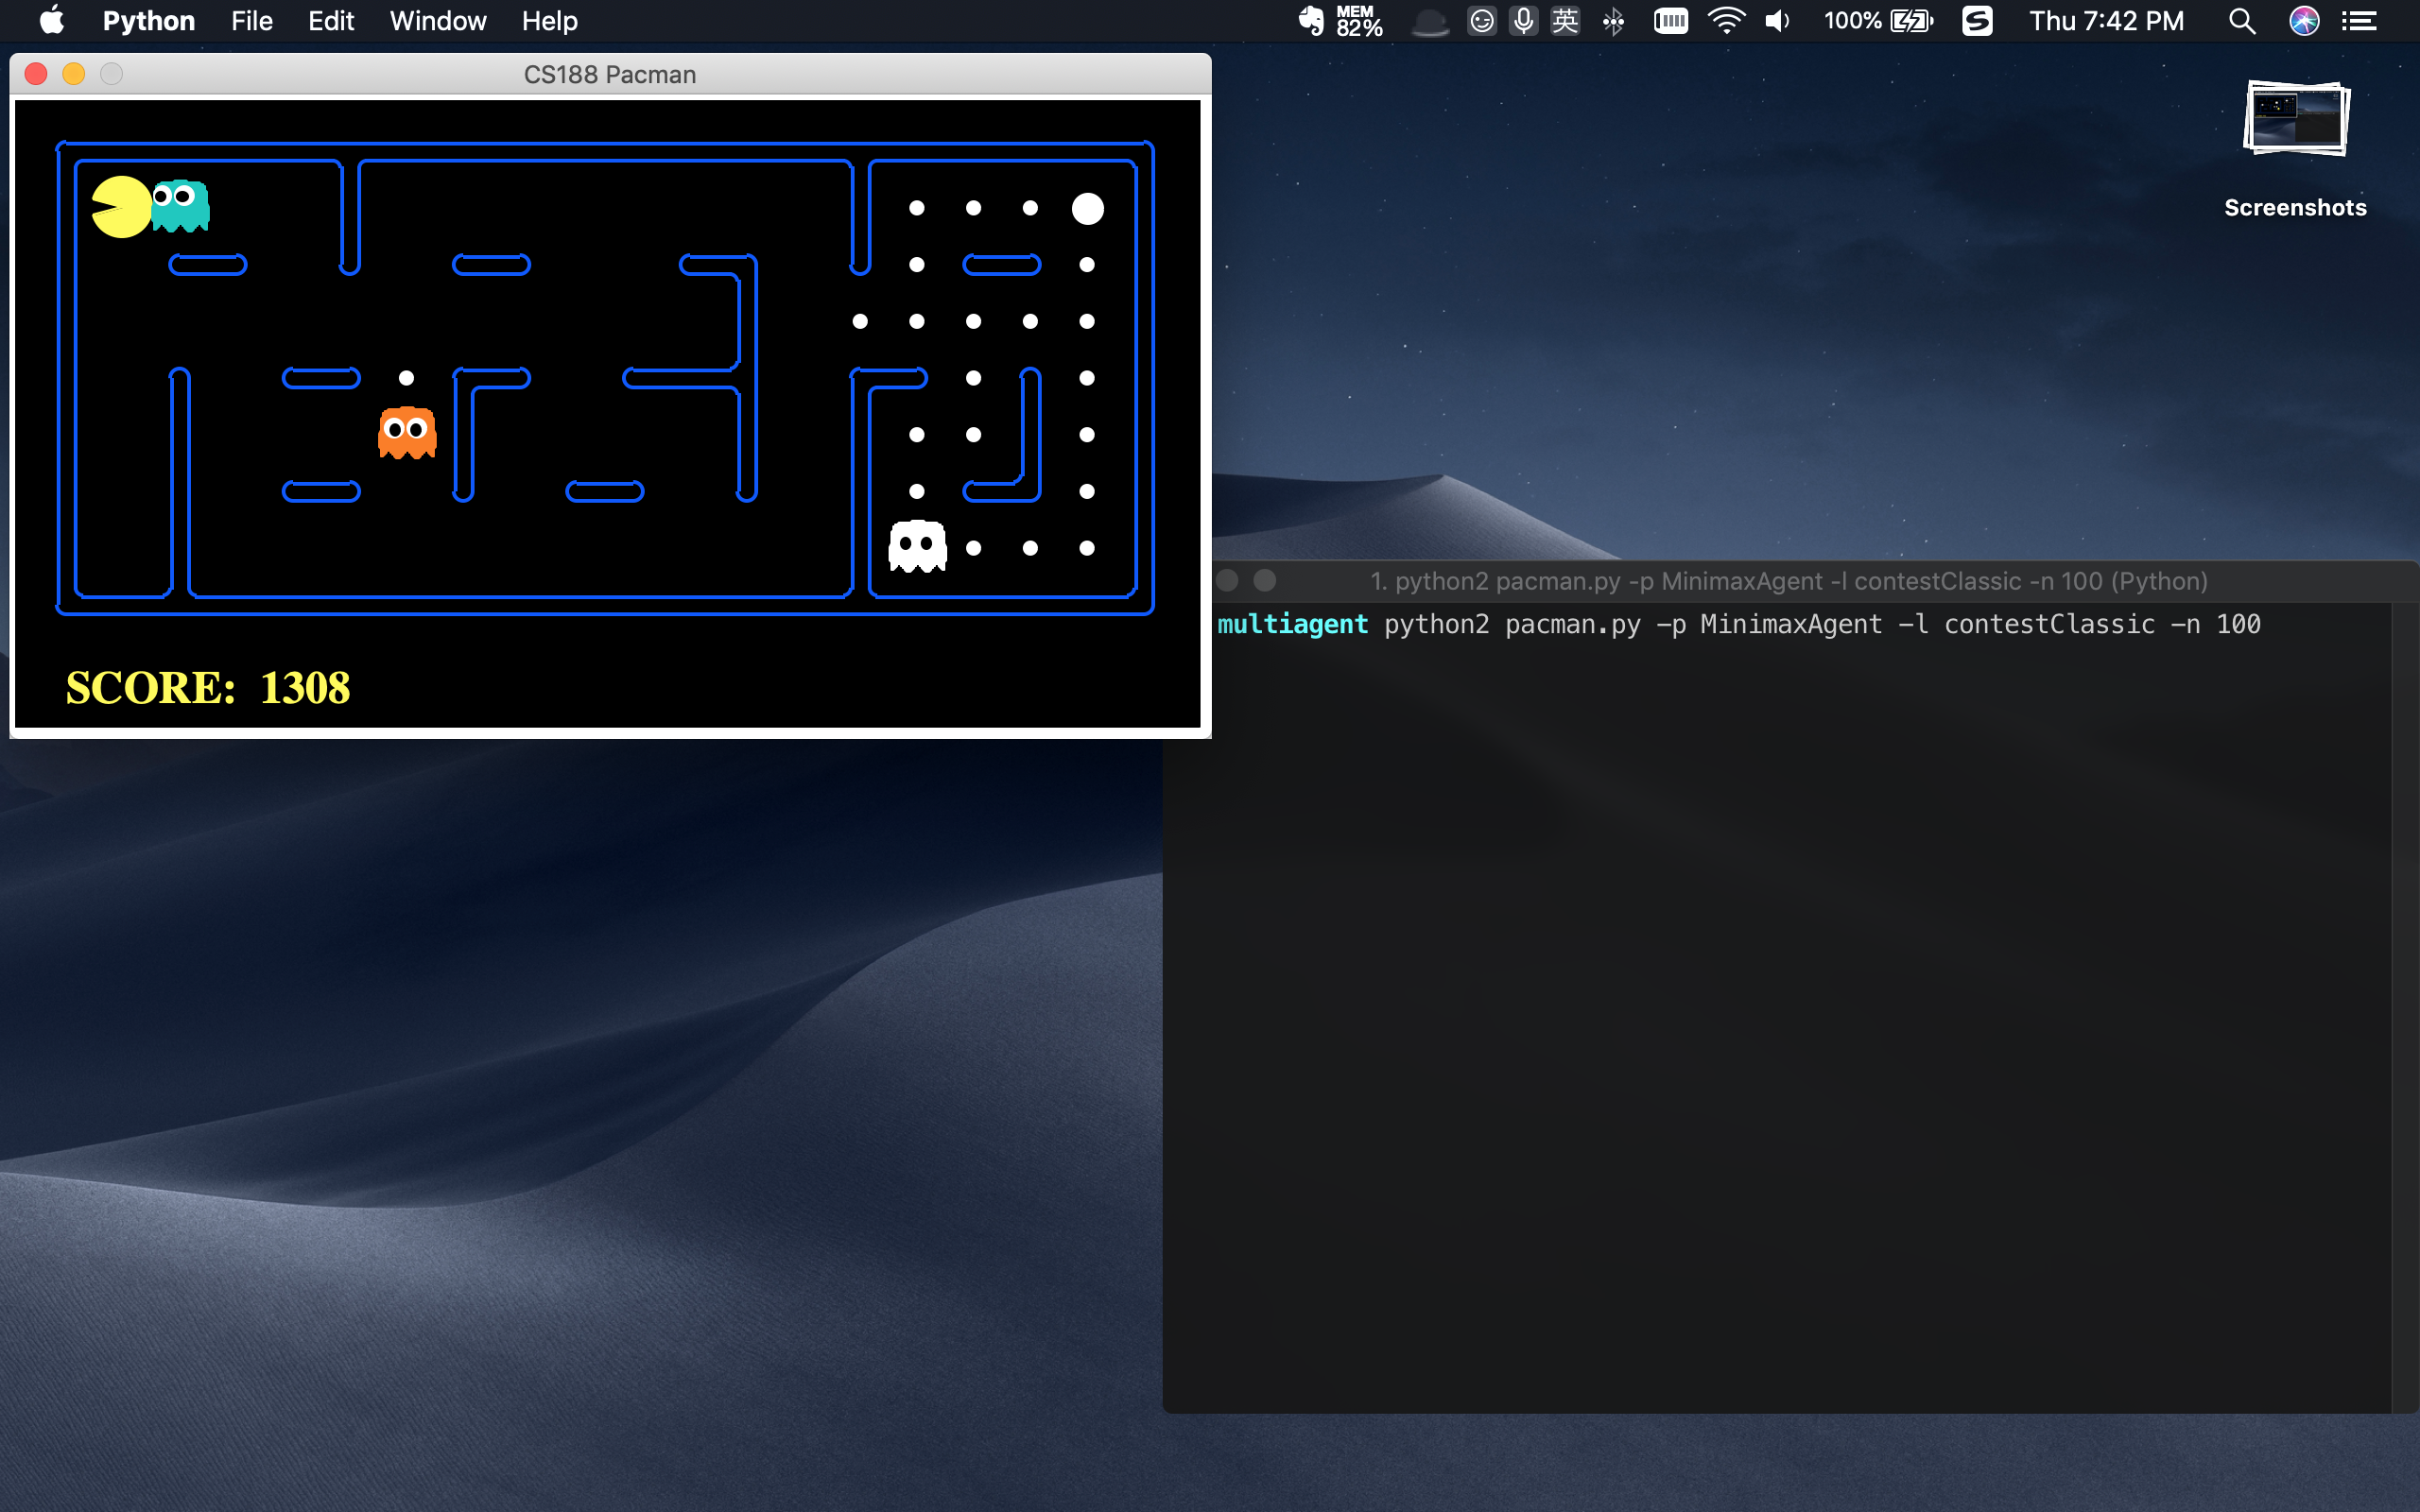 Python File Edit Window Help MEM 82% 英 100% Thu 7:42 PM
CS188 Pacman
Screenshots
1. python2 pacman.py -p MinimaxAgent -l contestClassic -n 100 (Python)
multiagent python2 pacman.py -p MinimaxAgent -l contestClassic -n 100
SCORE: 1308